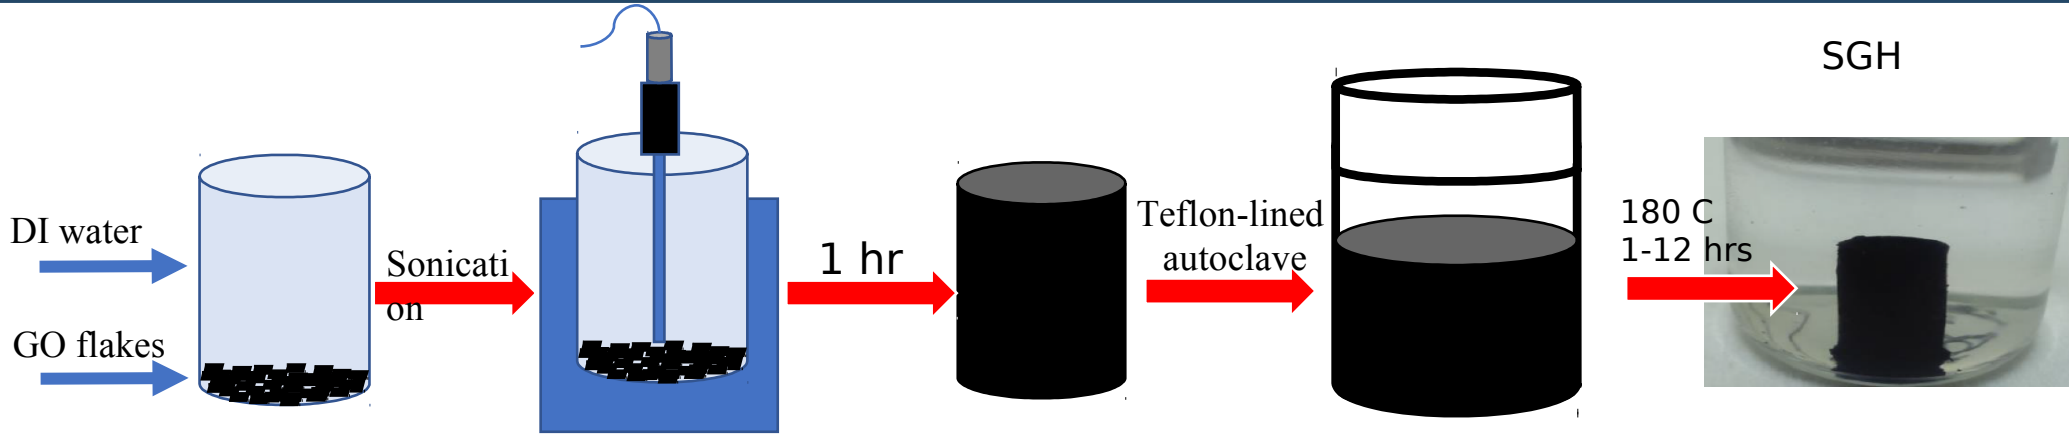 DI water
GO flakes
Sonicati
on
1 hr
Teflon-lined
autoclave
180 C
1-12 hrs
SGH